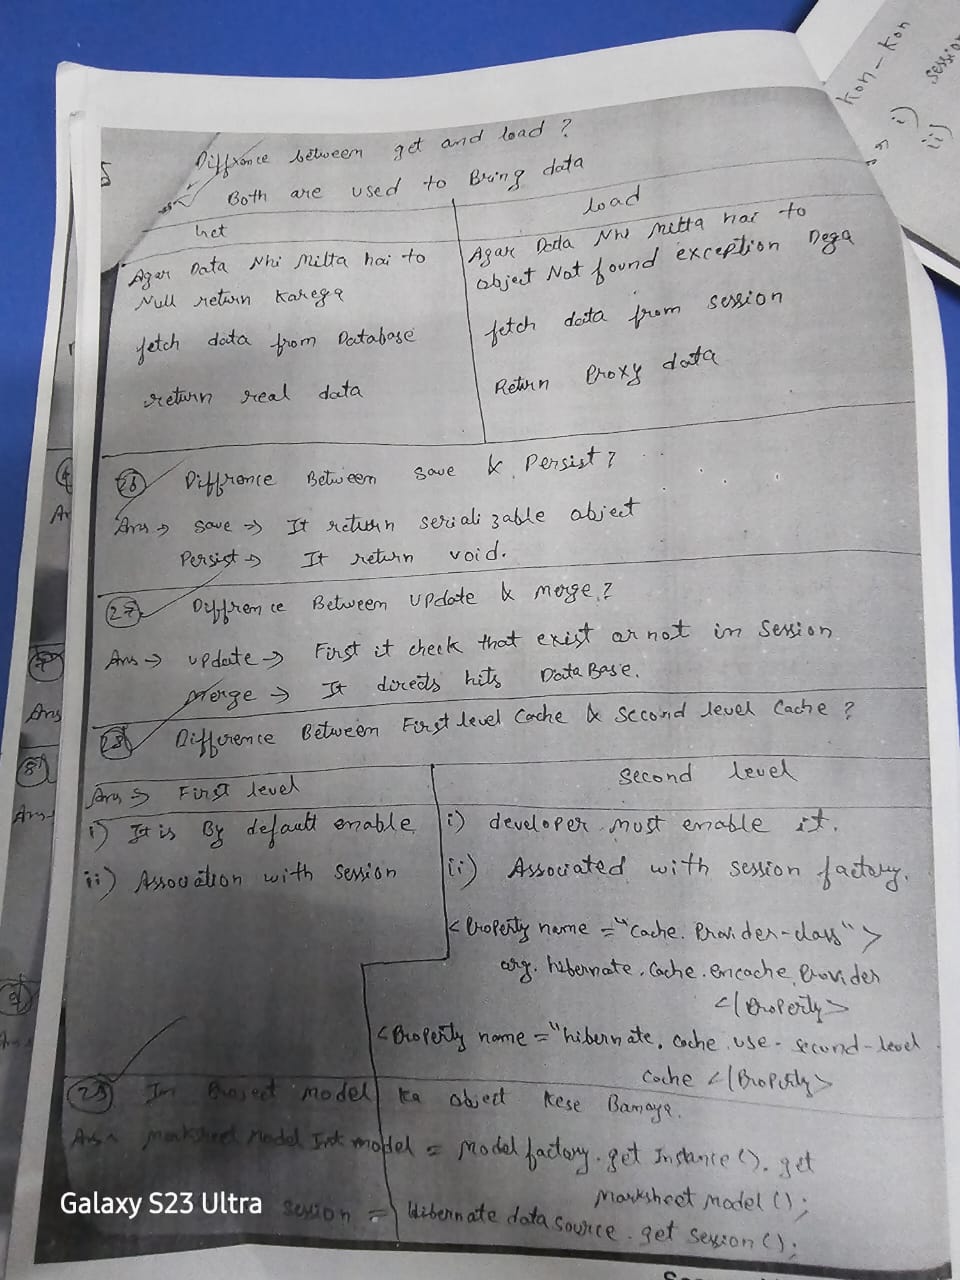 Diffrence between get and load ?
Both are used to Bring data
Get
load
Agar Data Nhi milta hai to
Null return Karega
fetch data from Database
return real data
Agar Data Nhi milta hai to
object Not found exception Dega
fetch data from session
Return Proxy data
26 Diffrence Between save & Persist ?
Ans → save → It return serializable object
Persist → It return void.
27 Diffrence Between update & merge ?
Ans → update → First it check that exist or not in Session
merge → It directs hits DataBase.
28 Difference Between First level Cache & second level Cache ?
Ans → First level
i) It is By default enable
ii) Association with session
second level
i) developer must enable it.
ii) Associated with session factory.
<Property name ="Cache. Provider-class">
org. hibernate. Cache. encache. Provider
</Property>
<Property name ="hibernate. cache. use - second-level
cache </Property>
In Project model ka object kese Banaya.
Ans marksheet Model Int model = Model factory. get Instance (). get
Marksheet model ();
session = Hibernate data source . get session ();
kon - kon
i) session
ii)
Ans
Ans
Galaxy S23 Ultra